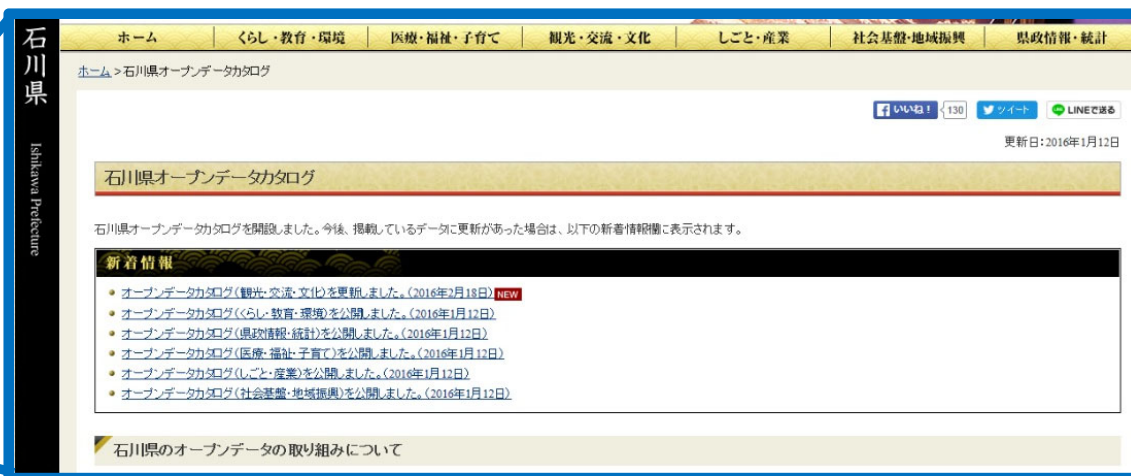 石川県
Ishikawa Prefecture
ホーム
くらし・教育・環境
医療・福祉・子育て
観光・交流・文化
しごと・産業
社会基盤・地域振興
県政情報・統計
ホーム > 石川県オープンデータカタログ
いいね! 130 ツイート LINEで送る
更新日:2016年1月12日
石川県オープンデータカタログ
石川県オープンデータカタログを開設しました。今後、掲載しているデータに更新があった場合は、以下の新着情報欄に表示されます。
新着情報
オープンデータカタログ(観光・交流・文化)を更新しました。(2016年2月18日) NEW
オープンデータカタログ(くらし・教育・環境)を公開しました。(2016年1月12日)
オープンデータカタログ(県政情報・統計)を公開しました。(2016年1月12日)
オープンデータカタログ(医療・福祉・子育て)を公開しました。(2016年1月12日)
オープンデータカタログ(しごと・産業)を公開しました。(2016年1月12日)
オープンデータカタログ(社会基盤・地域振興)を公開しました。(2016年1月12日)
石川県のオープンデータの取り組みについて